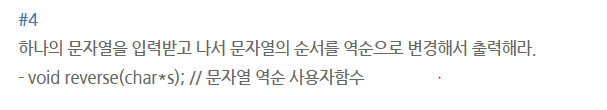 #4
하나의 문자열을 입력받고 나서 문자열의 순서를 역순으로 변경해서 출력해라.
- void reverse(char*s); // 문자열 역순 사용자함수 .